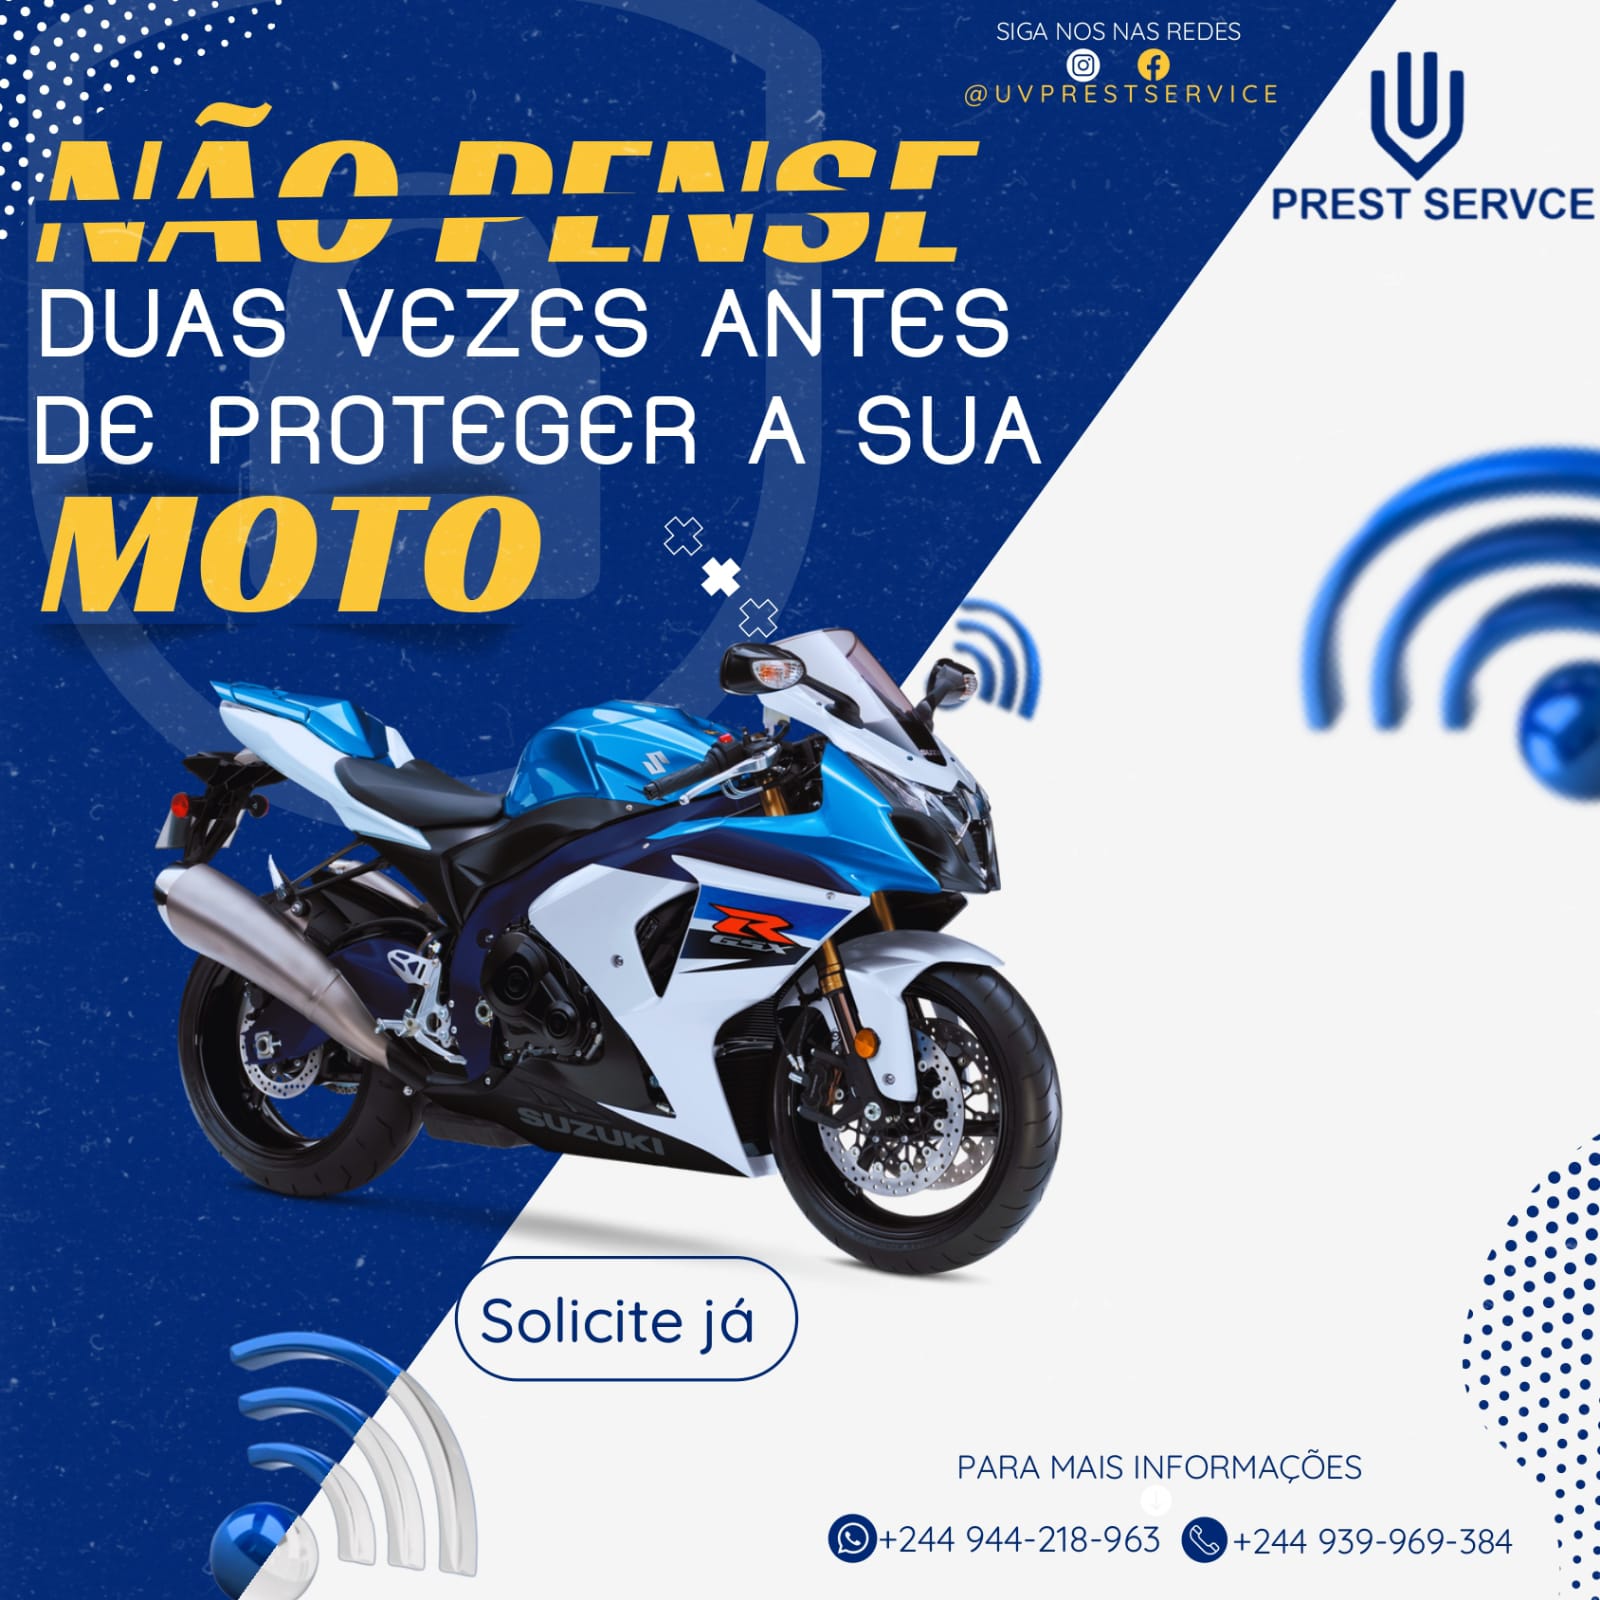 SIGA NOS NAS REDES
@UVPRESTSERVICE
PREST SERVCE
NÃO PENSE
DUAS VEZES ANTES
DE PROTEGER A SUA
MOTO
SUZUKI
R
GSX
SUZUKI
Solicite já
PARA MAIS INFORMAÇÕES
+244 944-218-963 +244 939-969-384